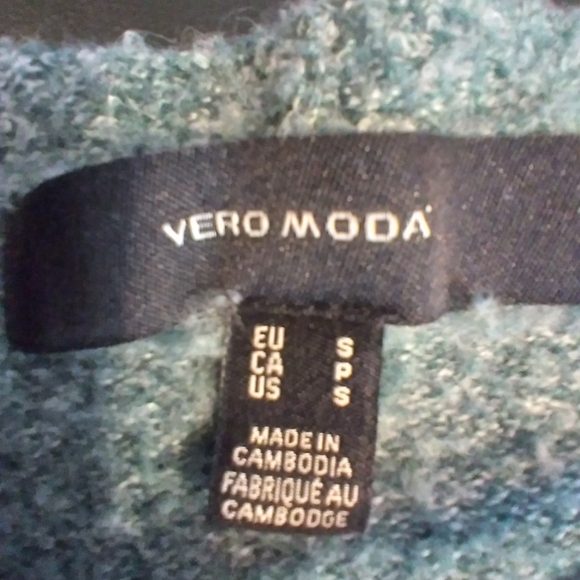 VERO MODA
EU S
CA P
US S
MADE IN
CAMBODIA
FABRIQUÉ AU
CAMBODGE